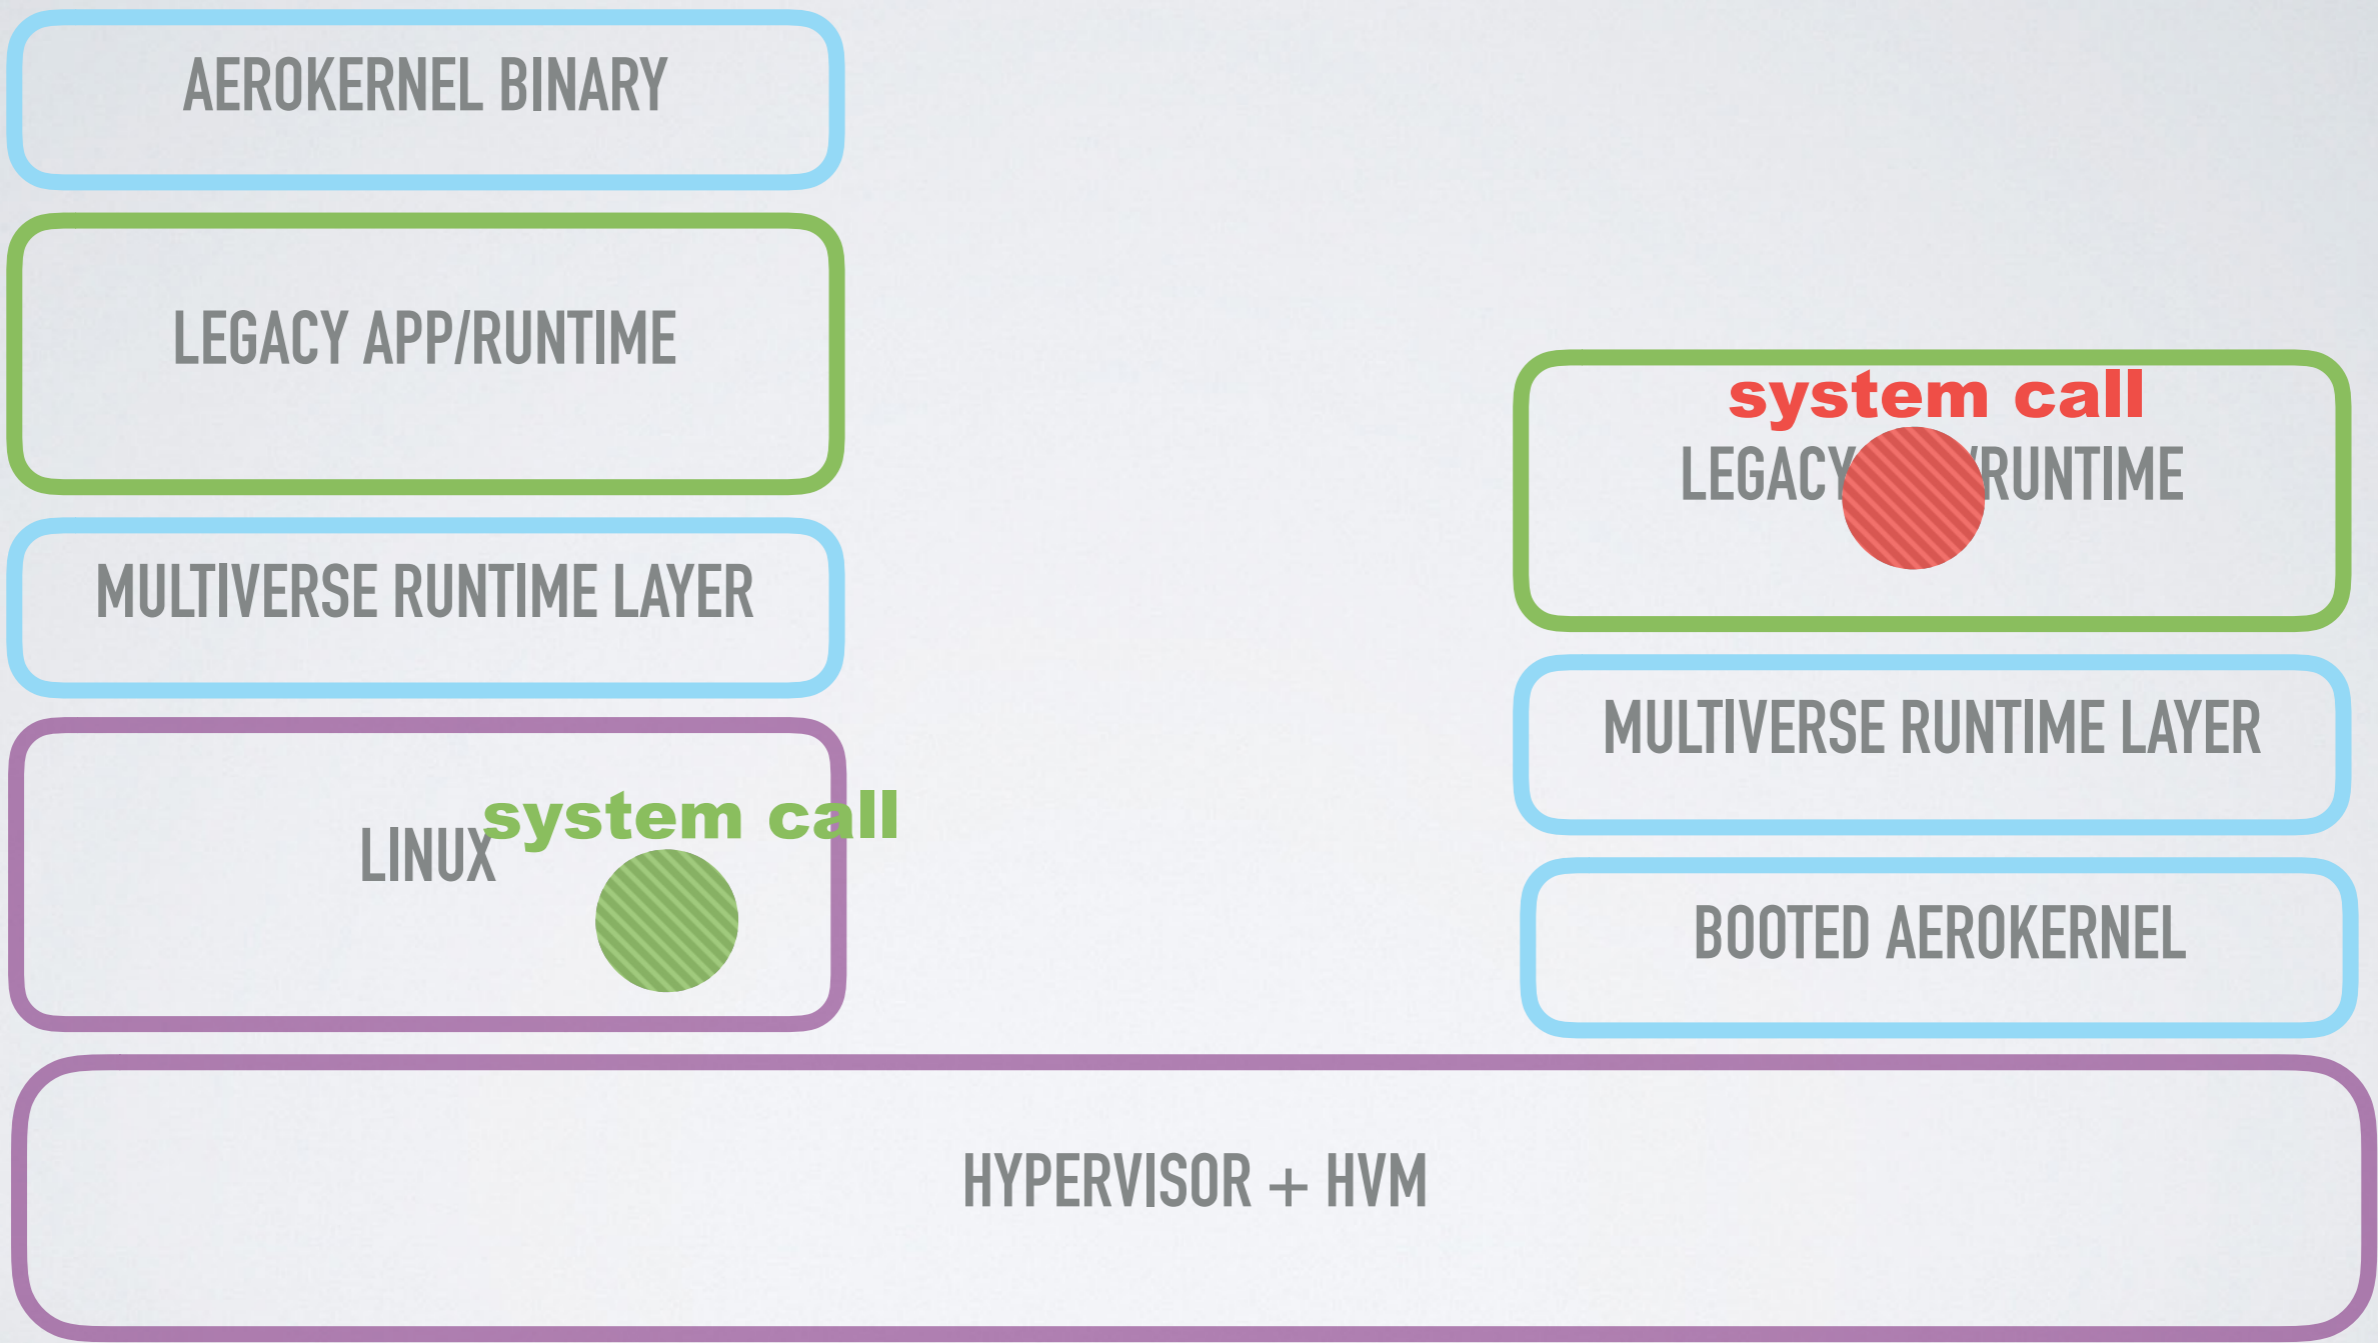 AEROKERNEL BINARY
LEGACY APP/RUNTIME
MULTIVERSE RUNTIME LAYER
LINUX
system call
system call
LEGACY /RUNTIME
MULTIVERSE RUNTIME LAYER
BOOTED AEROKERNEL
HYPERVISOR + HVM